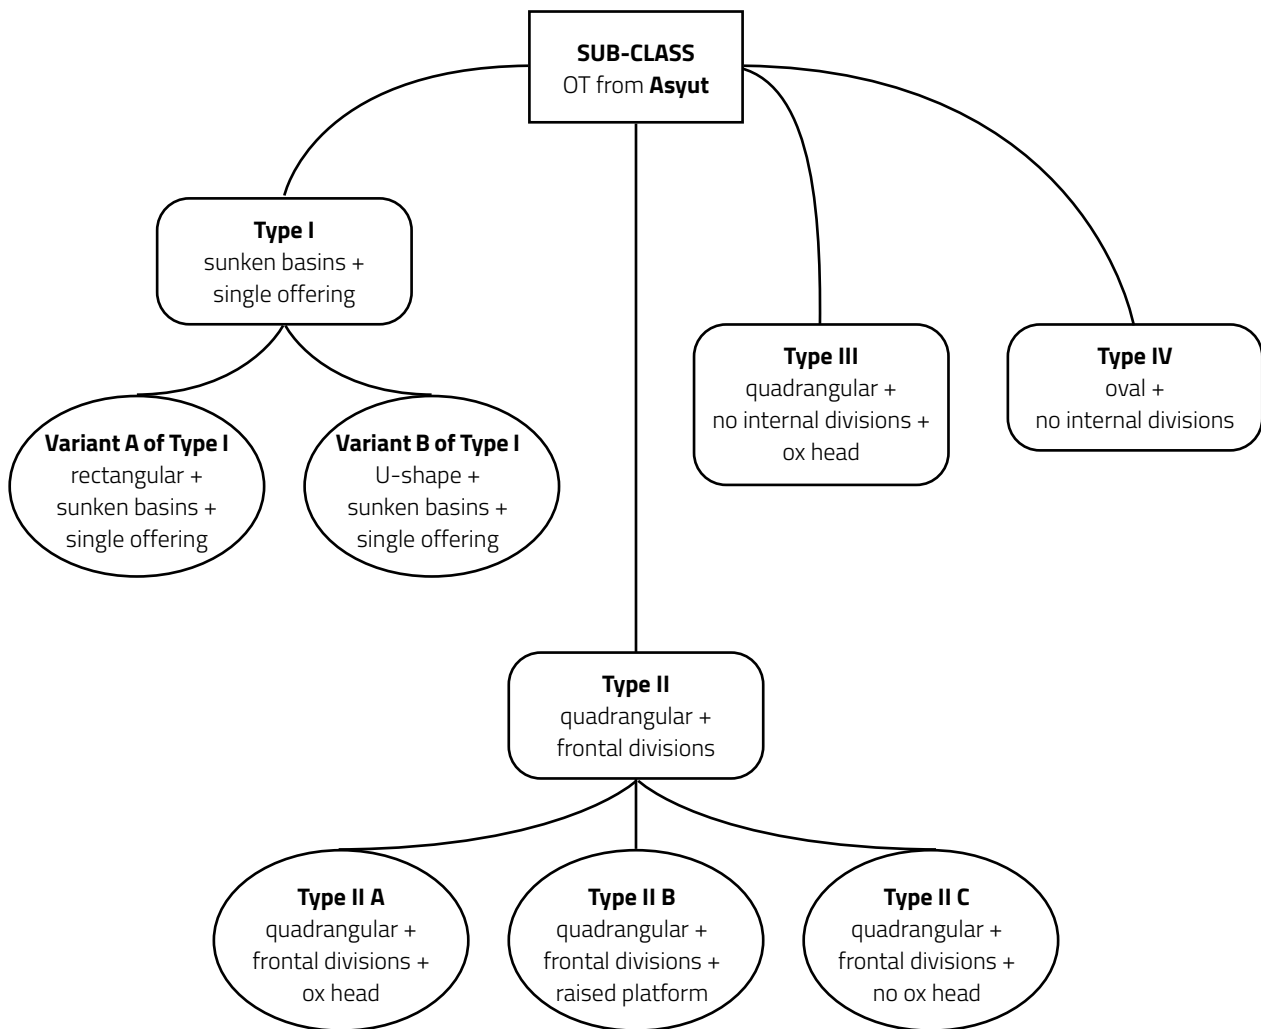 SUB-CLASS
OT from Asyut
Type I
sunken basins +
single offering
Variant A of Type I
rectangular +
sunken basins +
single offering
Variant B of Type I
U-shape +
sunken basins +
single offering
Type III
quadrangular +
no internal divisions +
ox head
Type IV
oval +
no internal divisions
Type II
quadrangular +
frontal divisions
Type II A
quadrangular +
frontal divisions +
ox head
Type II B
quadrangular +
frontal divisions +
raised platform
Type II C
quadrangular +
frontal divisions +
no ox head